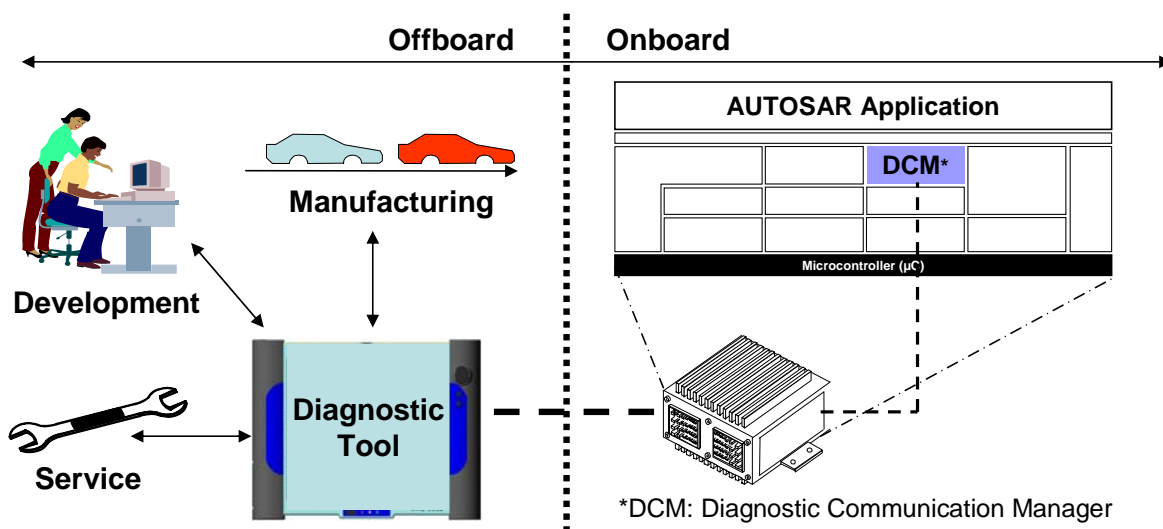 Offboard
Onboard
AUTOSAR Application
DCM*
Manufacturing
Microcontroller (µC)
Development
Diagnostic
Tool
Service
*DCM: Diagnostic Communication Manager